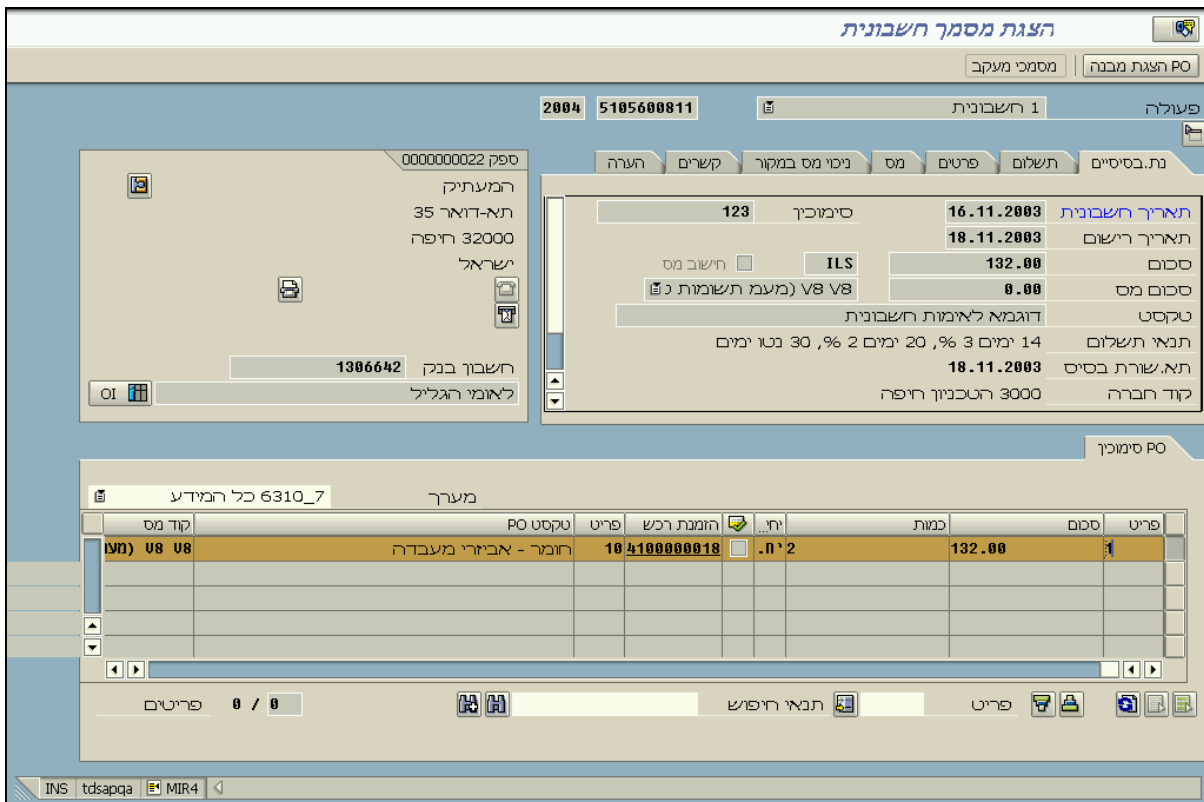 הצגת מסמך חשבונית
הצגת מבנה PO מסמכי מעקב
פעולה 1 חשבונית 5105600811 2004
נת.בסיסיים תשלום פרטים מס ניכוי מס במקור קשרים הערה
תאריך חשבונית 16.11.2003 סימוכין 123
תאריך רישום 18.11.2003
סכום 132.00 ILS חישוב מס
סכום מס 0.00 V8 V8 (מעמ תשומות נ
טקסט דוגמא לאימות חשבונית
תנאי תשלום 14 ימים 3 %, 20 ימים 2 %, 30 נטו ימים
תא.שורת בסיס 18.11.2003
קוד חברה 3000 הטכניון חיפה
ספק 0000000022
המעתיק
תא-דואר 35
32000 חיפה
ישראל
חשבון בנק 1306642
לאומי הגליל
OI
סימוכין PO
מערך 6310_7 כל המידע
פריט סכום כמות יחי... הזמנת רכש פריט טקסט PO קוד מס
1 132.00 2 יח. 4100000018 10 חומר - אביזרי מעבדה V8 V8 (מעו
פריט תנאי חיפוש 0 / 0 פריטים
MIR4 tdsapqa INS